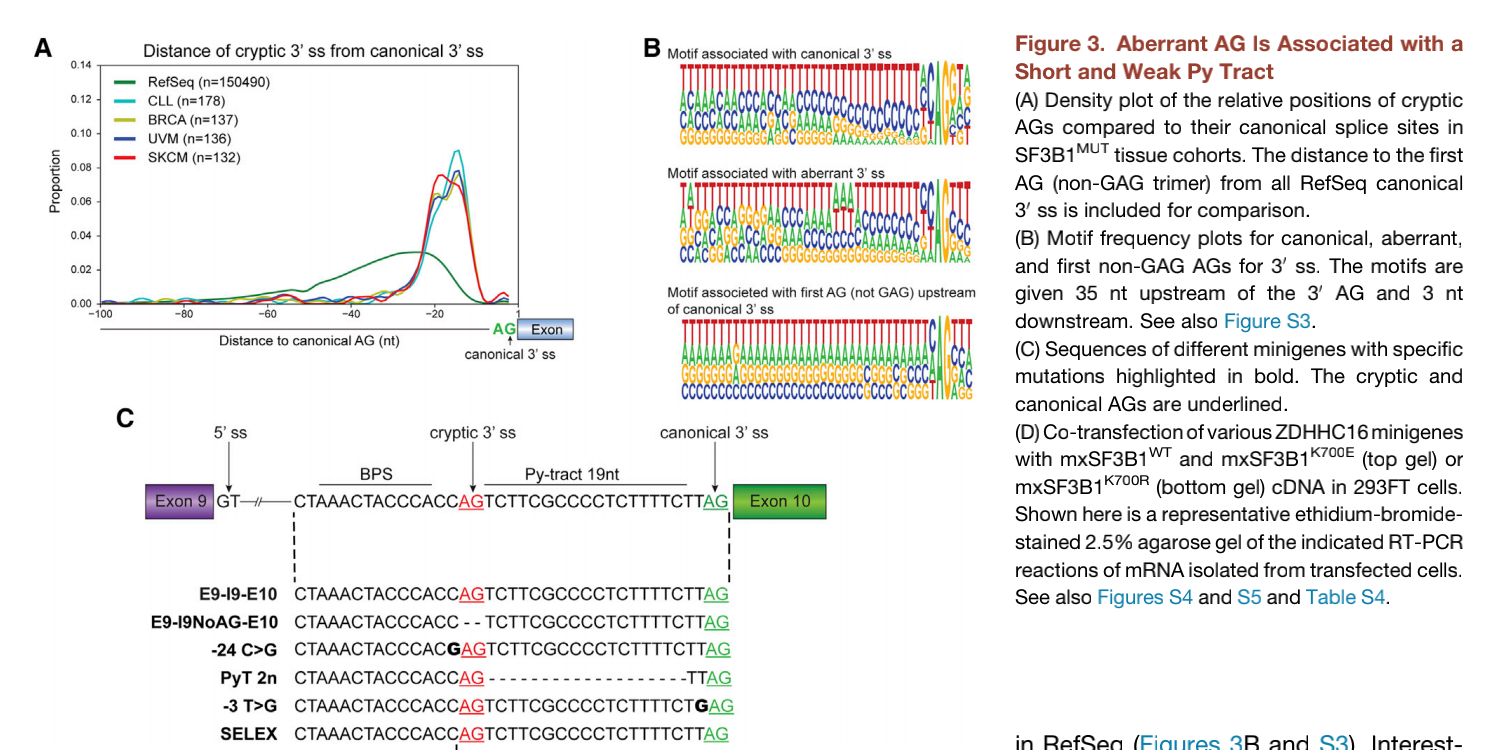 A
Distance of cryptic 3' ss from canonical 3' ss
0.14
0.12
0.10
0.08
0.06
0.04
0.02
0.00
Proportion
RefSeq (n=150490)
CLL (n=178)
BRCA (n=137)
UVM (n=136)
SKCM (n=132)
−100
−80
−60
−40
−20
AG
Exon
Distance to canonical AG (nt)
canonical 3' ss
B
Motif associated with canonical 3' ss
Motif associated with aberrant 3' ss
Motif associeted with first AG (not GAG) upstream
of canonical 3' ss
C
5' ss
cryptic 3' ss
canonical 3' ss
BPS
Py-tract 19nt
Exon 9 GT CTAAACTACCCACCAGTCTTCGCCCCTCTTTTCTTAG Exon 10
E9-I9-E10 CTAAACTACCCACCAGTCTTCGCCCCTCTTTTCTTAG
E9-I9NoAG-E10 CTAAACTACCCACC - - TCTTCGCCCCTCTTTTCTTAG
-24 C>G CTAAACTACCCACGAGTCTTCGCCCCTCTTTTCTTAG
PyT 2n CTAAACTACCCACCAG - - - - - - - - - - - - - - - - - - - TTAG
-3 T>G CTAAACTACCCACCAGTCTTCGCCCCTCTTTTCTGAG
SELEX CTAAACTACCCACCAGTCTTCGCCCCTCTTTTCTTAG
Figure 3. Aberrant AG Is Associated with a
Short and Weak Py Tract
(A) Density plot of the relative positions of cryptic
AGs compared to their canonical splice sites in
SF3B1MUT tissue cohorts. The distance to the first
AG (non-GAG trimer) from all RefSeq canonical
3′ ss is included for comparison.
(B) Motif frequency plots for canonical, aberrant,
and first non-GAG AGs for 3′ ss. The motifs are
given 35 nt upstream of the 3′ AG and 3 nt
downstream. See also Figure S3.
(C) Sequences of different minigenes with specific
mutations highlighted in bold. The cryptic and
canonical AGs are underlined.
(D) Co-transfection of various ZDHHC16 minigenes
with mxSF3B1WT and mxSF3B1K700E (top gel) or
mxSF3B1K700R (bottom gel) cDNA in 293FT cells.
Shown here is a representative ethidium-bromide-
stained 2.5% agarose gel of the indicated RT-PCR
reactions of mRNA isolated from transfected cells.
See also Figures S4 and S5 and Table S4.
in RefSeq (Figures 3B and S3). Interest-